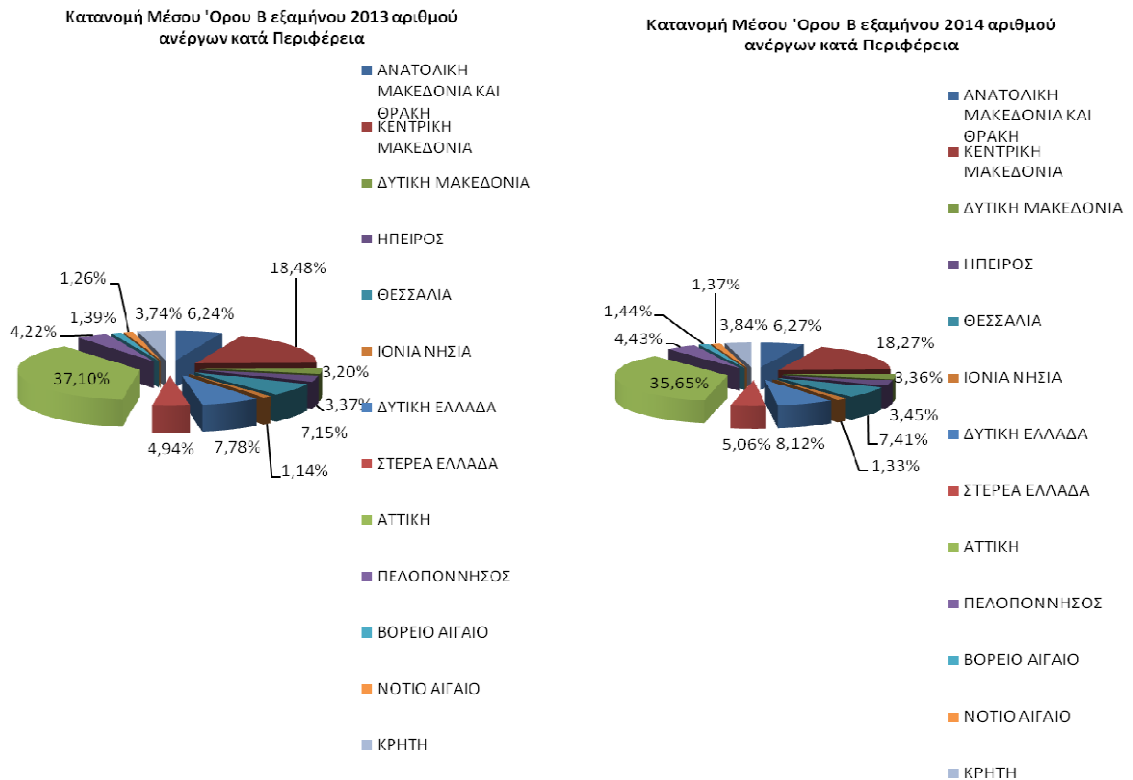 Κατανομή Μέσου 'Ορου Β εξαμήνου 2013 αριθμού
ανέργων κατά Περιφέρεια
ΑΝΑΤΟΛΙΚΗ
ΜΑΚΕΔΟΝΙΑ ΚΑΙ
ΘΡΑΚΗ
ΚΕΝΤΡΙΚΗ
ΜΑΚΕΔΟΝΙΑ
ΔΥΤΙΚΗ ΜΑΚΕΔΟΝΙΑ
ΗΠΕΙΡΟΣ
ΘΕΣΣΑΛΙΑ
ΙΟΝΙΑ ΝΗΣΙΑ
ΔΥΤΙΚΗ ΕΛΛΑΔΑ
ΣΤΕΡΕΑ ΕΛΛΑΔΑ
ΑΤΤΙΚΗ
ΠΕΛΟΠΟΝΝΗΣΟΣ
ΒΟΡΕΙΟ ΑΙΓΑΙΟ
ΝΟΤΙΟ ΑΙΓΑΙΟ
ΚΡΗΤΗ
18,48%
1,26%
3,74%
6,24%
1,39%
4,22%
37,10%
3,20%
3,37%
7,15%
4,94%
7,78%
1,14%
Κατανομή Μέσου 'Ορου Β εξαμήνου 2014 αριθμού
ανέργων κατά Περιφέρεια
ΑΝΑΤΟΛΙΚΗ
ΜΑΚΕΔΟΝΙΑ ΚΑΙ
ΘΡΑΚΗ
ΚΕΝΤΡΙΚΗ
ΜΑΚΕΔΟΝΙΑ
ΔΥΤΙΚΗ ΜΑΚΕΔΟΝΙΑ
ΗΠΕΙΡΟΣ
ΘΕΣΣΑΛΙΑ
ΙΟΝΙΑ ΝΗΣΙΑ
ΔΥΤΙΚΗ ΕΛΛΑΔΑ
ΣΤΕΡΕΑ ΕΛΛΑΔΑ
ΑΤΤΙΚΗ
ΠΕΛΟΠΟΝΝΗΣΟΣ
ΒΟΡΕΙΟ ΑΙΓΑΙΟ
ΝΟΤΙΟ ΑΙΓΑΙΟ
ΚΡΗΤΗ
1,37%
1,44%
3,84%
6,27%
4,43%
18,27%
35,65%
3,36%
3,45%
7,41%
5,06%
8,12%
1,33%